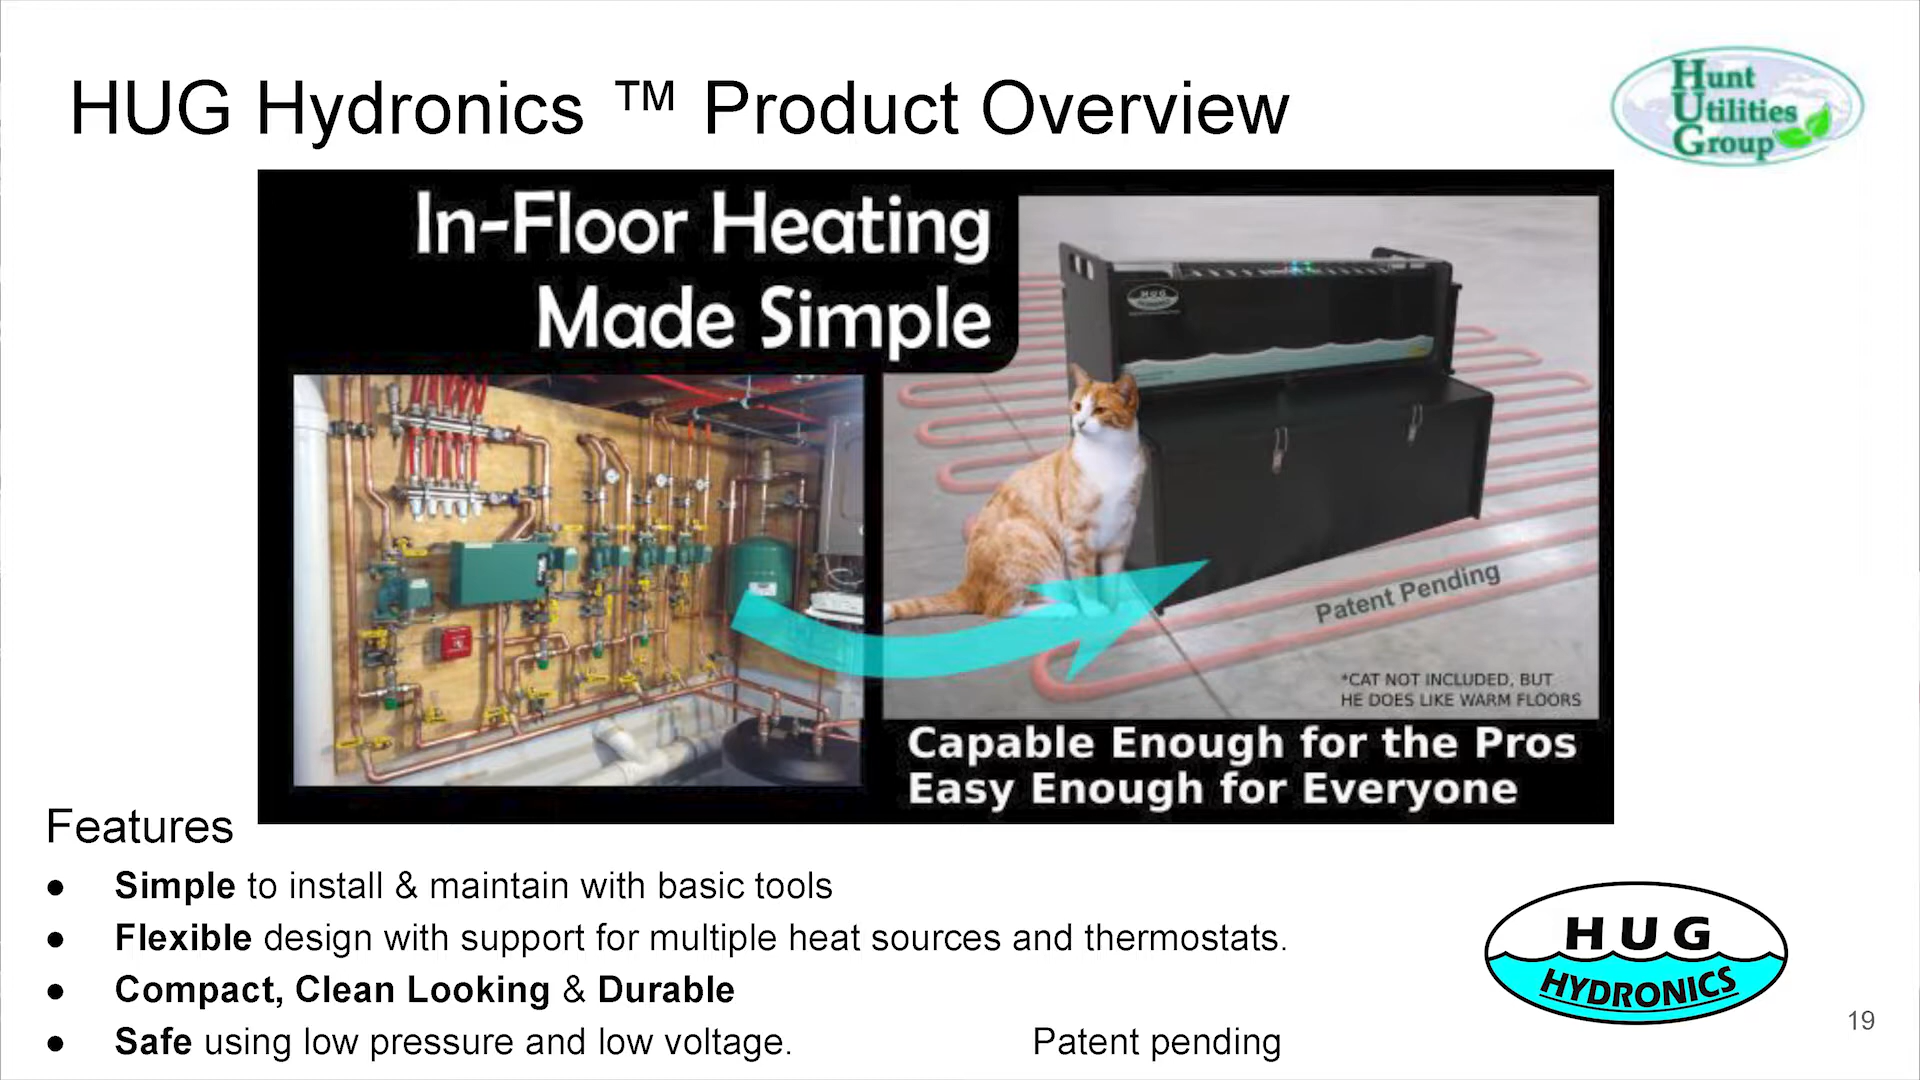 HUG Hydronics ™ Product Overview
Hunt
Utilities
Group
In-Floor Heating
Made Simple
HUG
HYDRONICS
Patent Pending
*CAT NOT INCLUDED, BUT
HE DOES LIKE WARM FLOORS
Capable Enough for the Pros
Easy Enough for Everyone
Features
● Simple to install & maintain with basic tools
● Flexible design with support for multiple heat sources and thermostats.
● Compact, Clean Looking & Durable
● Safe using low pressure and low voltage.
Patent pending
HUG
HYDRONICS
19